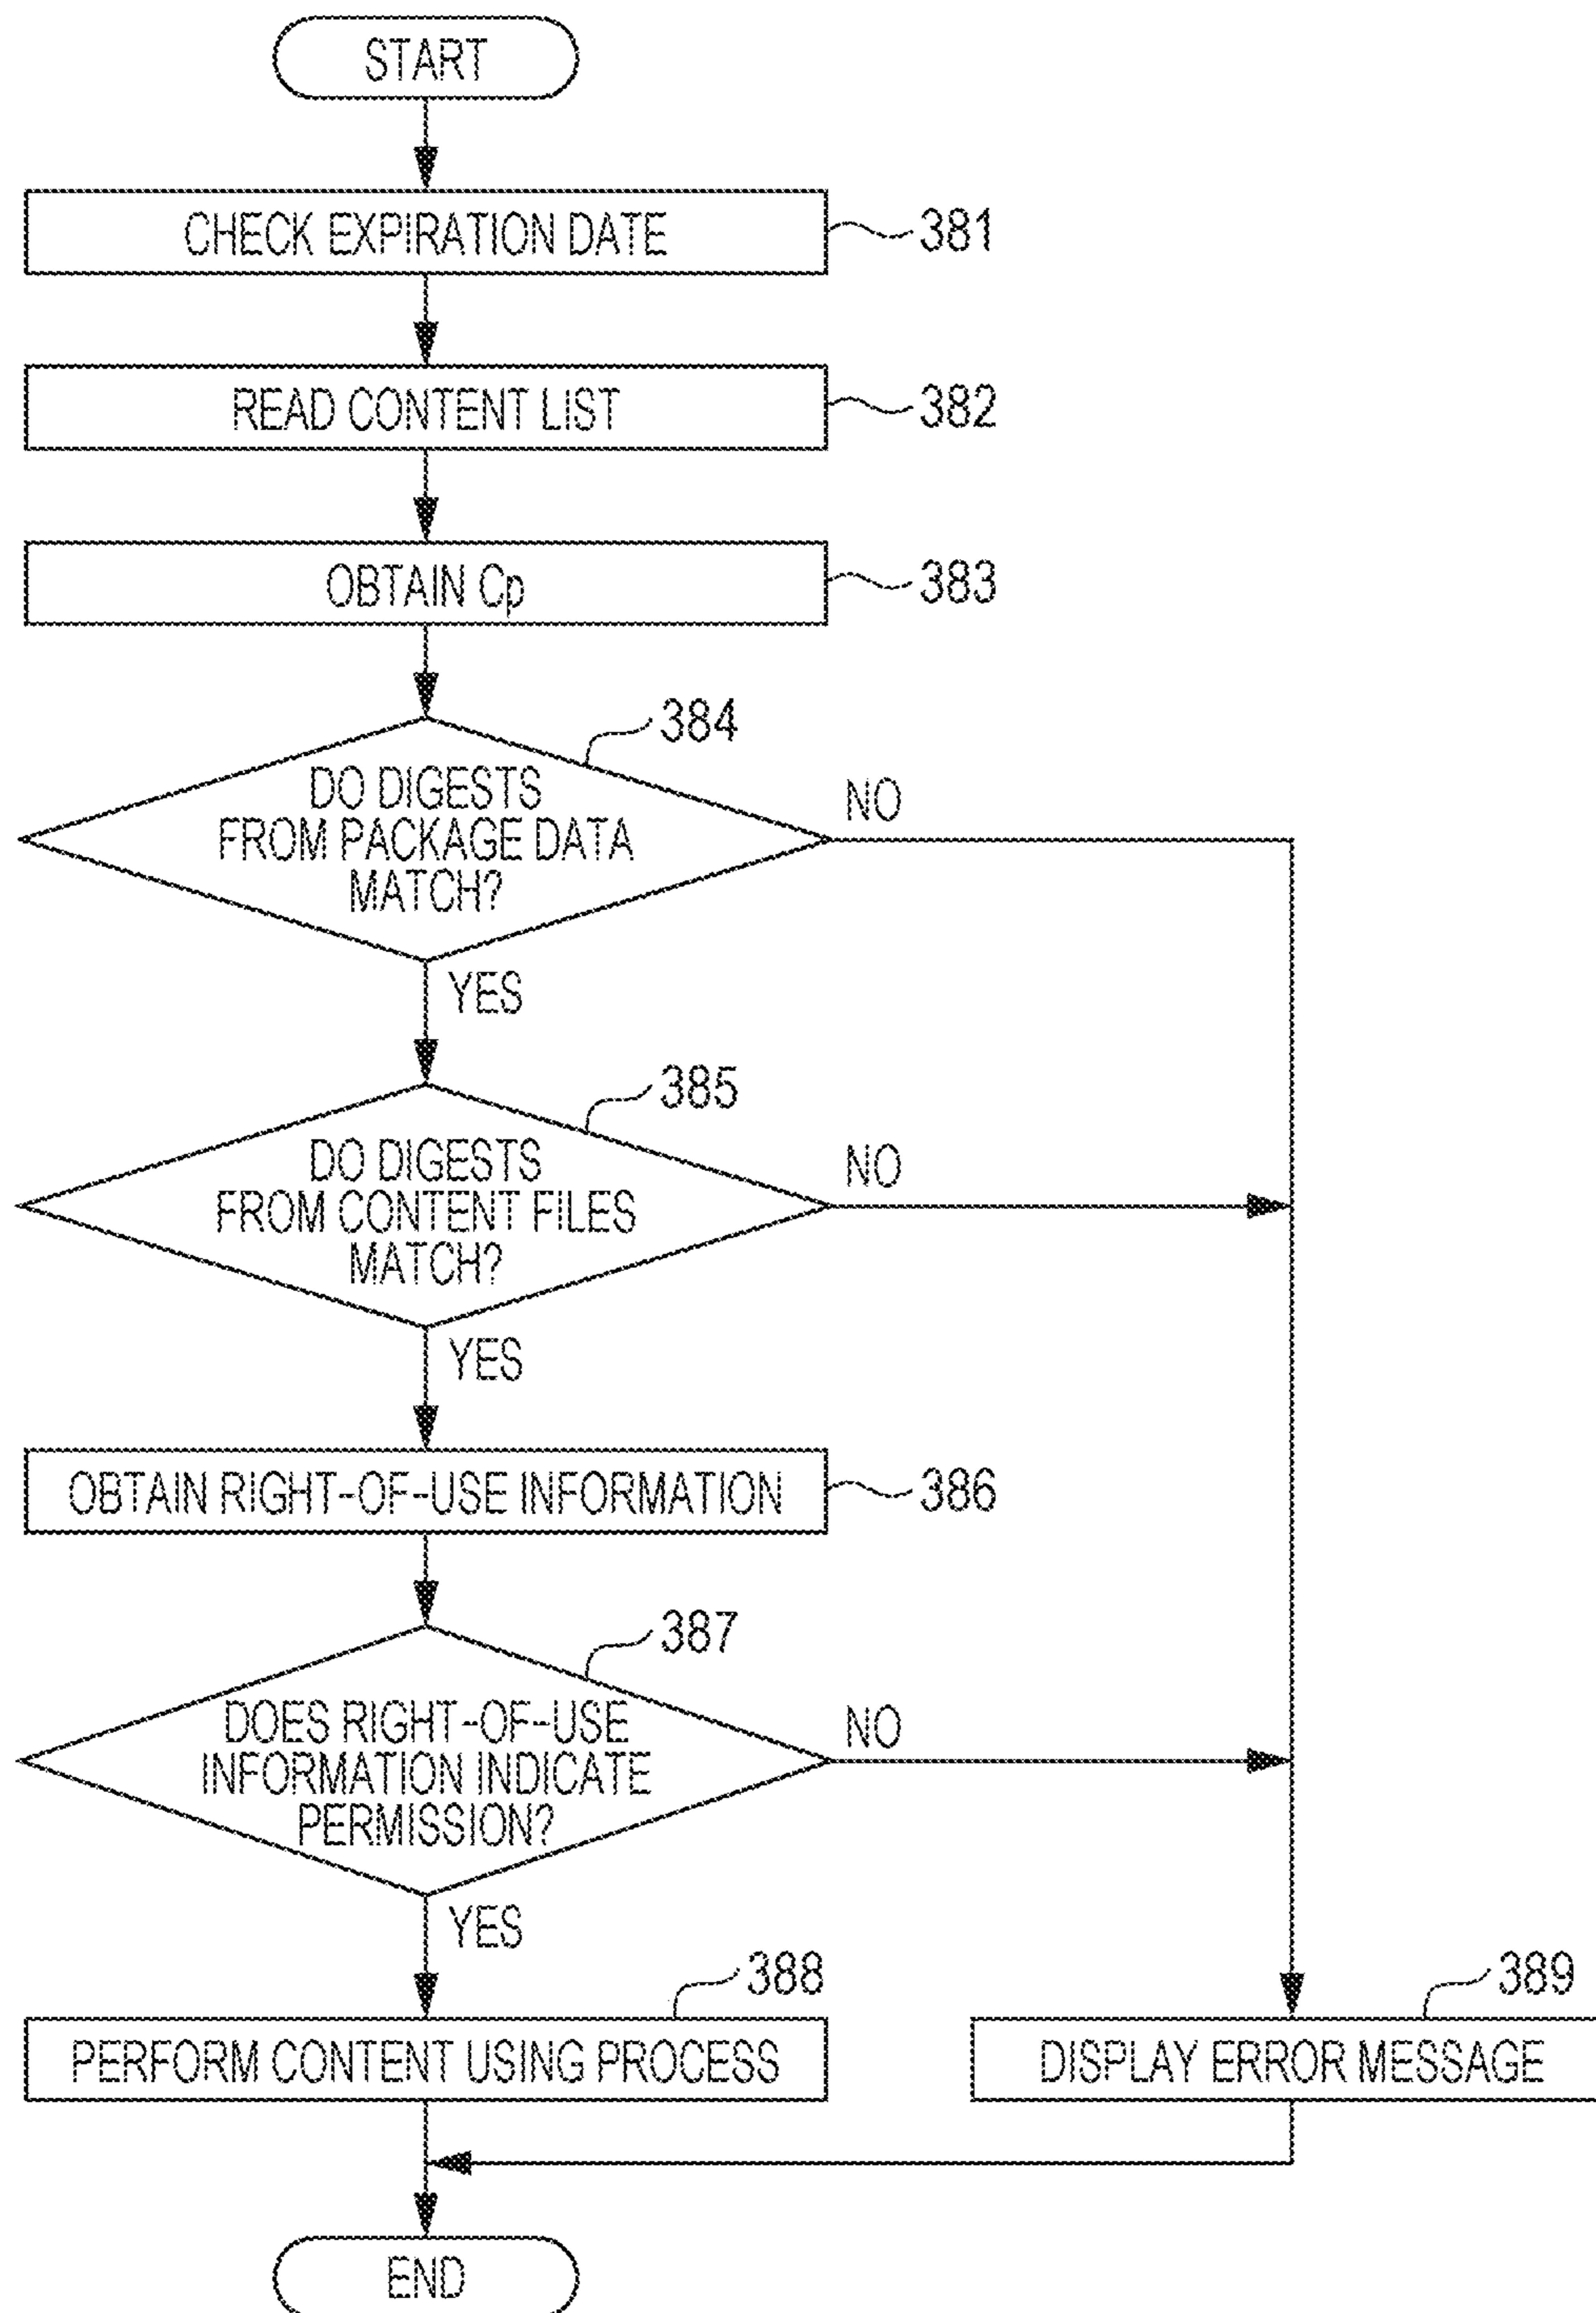 START
CHECK EXPIRATION DATE
381
READ CONTENT LIST
382
OBTAIN Cp
383
384
DO DIGESTS
FROM PACKAGE DATA
MATCH?
NO
YES
385
DO DIGESTS
FROM CONTENT FILES
MATCH?
NO
YES
OBTAIN RIGHT-OF-USE INFORMATION
386
387
DOES RIGHT-OF-USE
INFORMATION INDICATE
PERMISSION?
NO
YES
388
PERFORM CONTENT USING PROCESS
389
DISPLAY ERROR MESSAGE
END